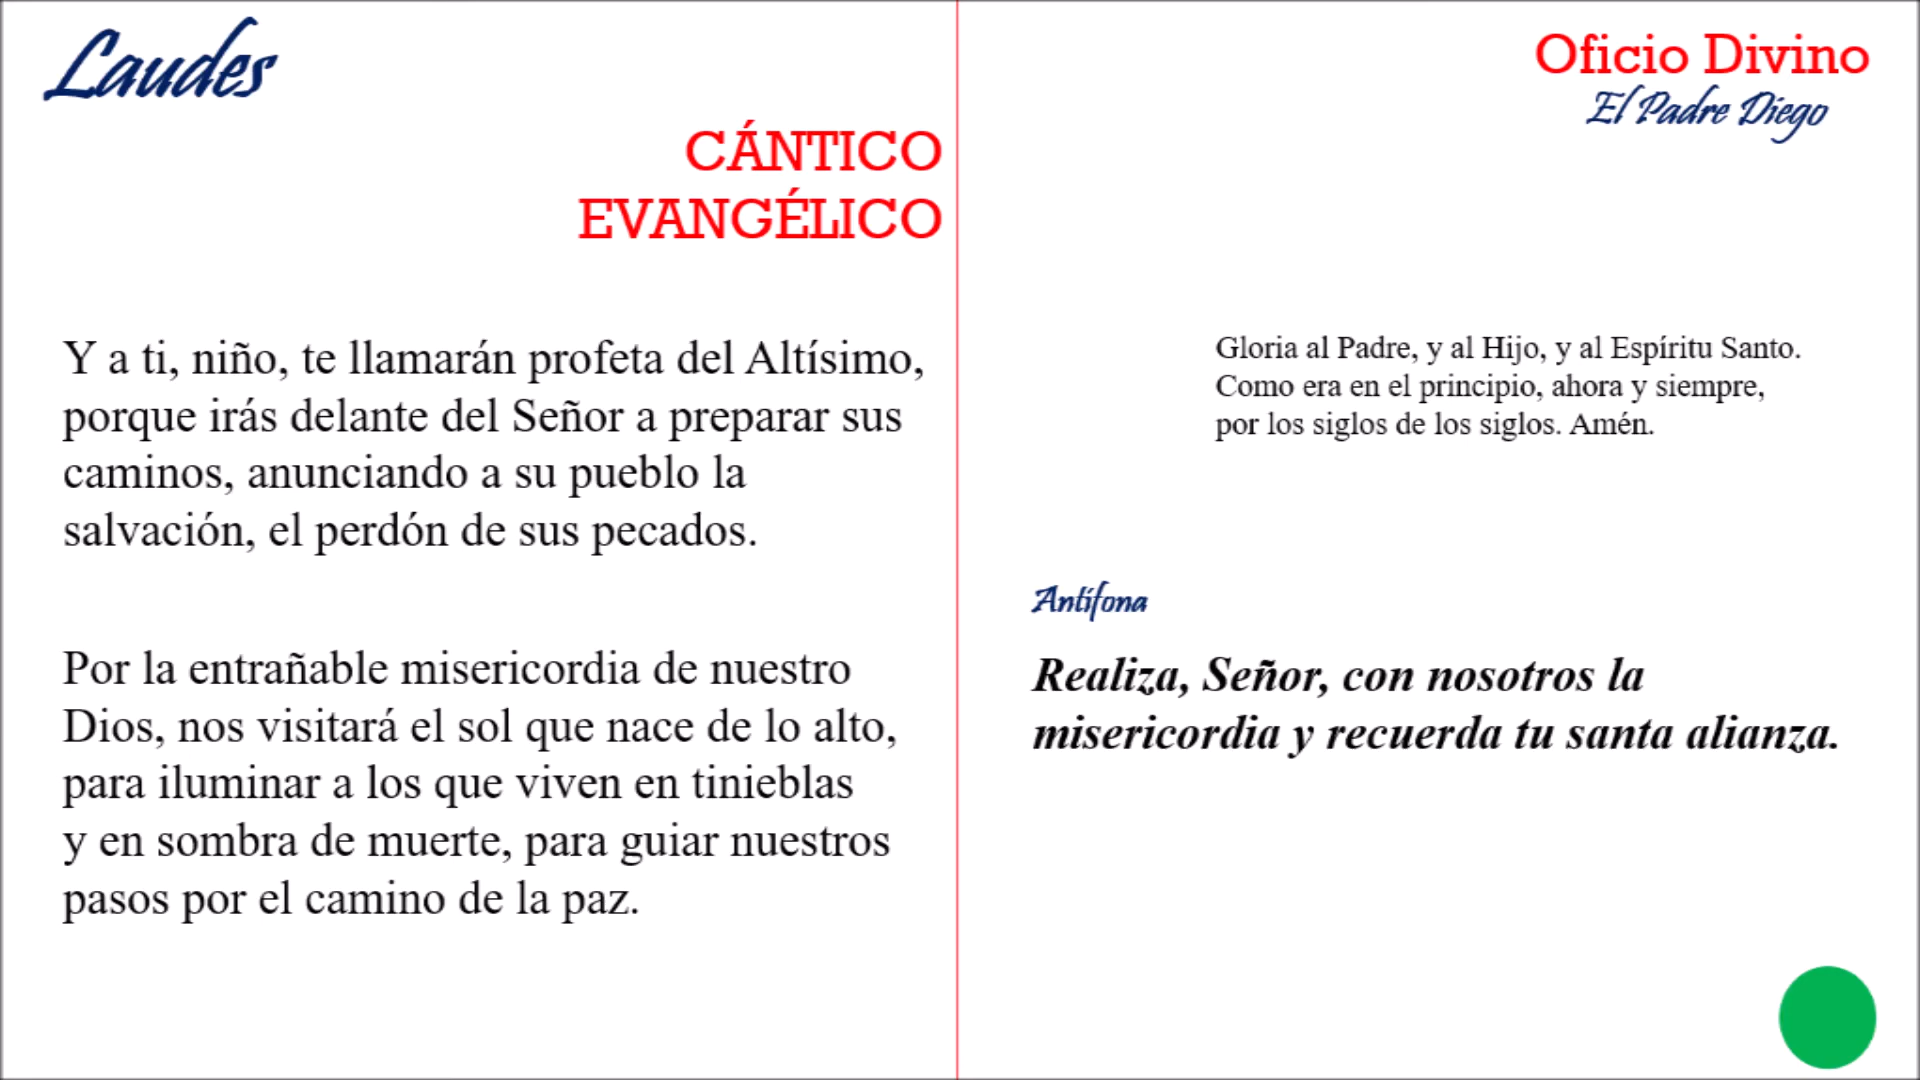 Laudes
CÁNTICO
EVANGÉLICO
Y a ti, niño, te llamarán profeta del Altísimo,
porque irás delante del Señor a preparar sus
caminos, anunciando a su pueblo la
salvación, el perdón de sus pecados.
Por la entrañable misericordia de nuestro
Dios, nos visitará el sol que nace de lo alto,
para iluminar a los que viven en tinieblas
y en sombra de muerte, para guiar nuestros
pasos por el camino de la paz.
Oficio Divino
El Padre Diego
Gloria al Padre, y al Hijo, y al Espíritu Santo.
Como era en el principio, ahora y siempre,
por los siglos de los siglos. Amén.
Antífona
Realiza, Señor, con nosotros la
misericordia y recuerda tu santa alianza.